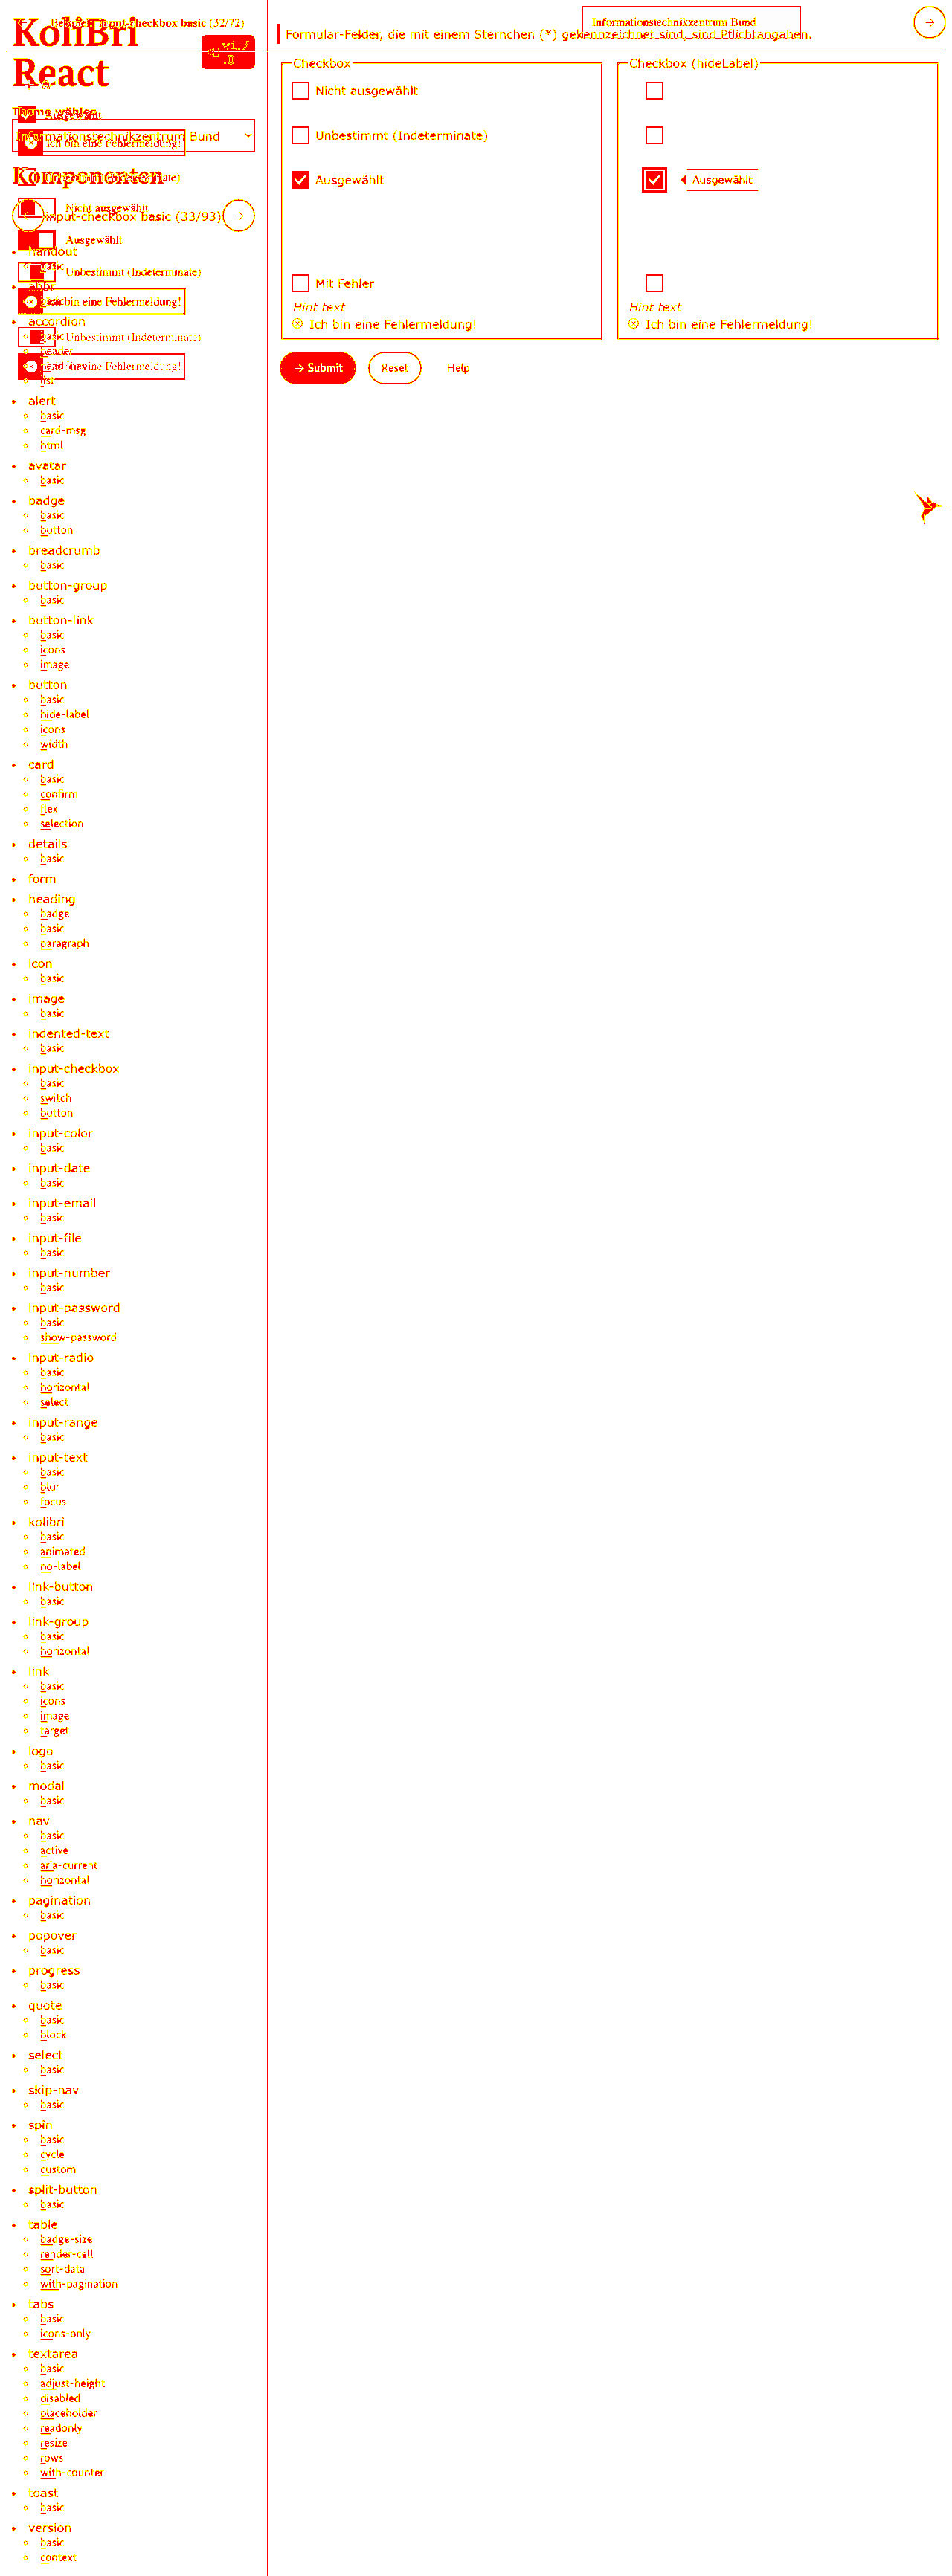 KoliBri
React
v1.7
.0
Beispiel: input-checkbox basic (32/72)
Informationstechnikzentrum Bund
Formular-Felder, die mit einem Sternchen (*) gekennzeichnet sind, sind Pflichtangaben.
Theme wählen
Ausgewählt
Informationstechnikzentrum Bund
Ich bin eine Fehlermeldung!
Komponenten
Nicht ausgewählt
input-checkbox basic (33/93)
Ausgewählt
handout
basic
Unbestimmt (Indeterminate)
abbr
Ich bin eine Fehlermeldung!
accordion
basic
Unbestimmt (Indeterminate)
header
Ich bin eine Fehlermeldung!
list
alert
basic
card-msg
html
avatar
basic
badge
basic
button
breadcrumb
basic
button-group
basic
button-link
basic
icons
image
button
basic
hide-label
icons
width
card
basic
confirm
flex
selection
details
basic
form
heading
badge
basic
paragraph
icon
basic
image
basic
indented-text
basic
input-checkbox
basic
switch
button
input-color
basic
input-date
basic
input-email
basic
input-file
basic
input-number
basic
input-password
basic
show-password
input-radio
basic
horizontal
select
input-range
basic
input-text
basic
blur
focus
kolibri
basic
animated
no-label
link-button
basic
link-group
basic
horizontal
link
basic
icons
image
target
logo
basic
modal
basic
nav
basic
active
aria-current
horizontal
pagination
basic
popover
basic
progress
basic
quote
basic
block
select
basic
skip-nav
basic
spin
basic
cycle
custom
split-button
basic
table
badge-size
render-cell
sort-data
with-pagination
tabs
basic
icons-only
textarea
basic
adjust-height
disabled
placeholder
readonly
resize
rows
with-counter
toast
basic
version
basic
context
Checkbox
Nicht ausgewählt
Unbestimmt (Indeterminate)
Ausgewählt
Mit Fehler
Hint text
Ich bin eine Fehlermeldung!
Checkbox (hideLabel)
Ausgewählt
Hint text
Ich bin eine Fehlermeldung!
Submit
Reset
Help